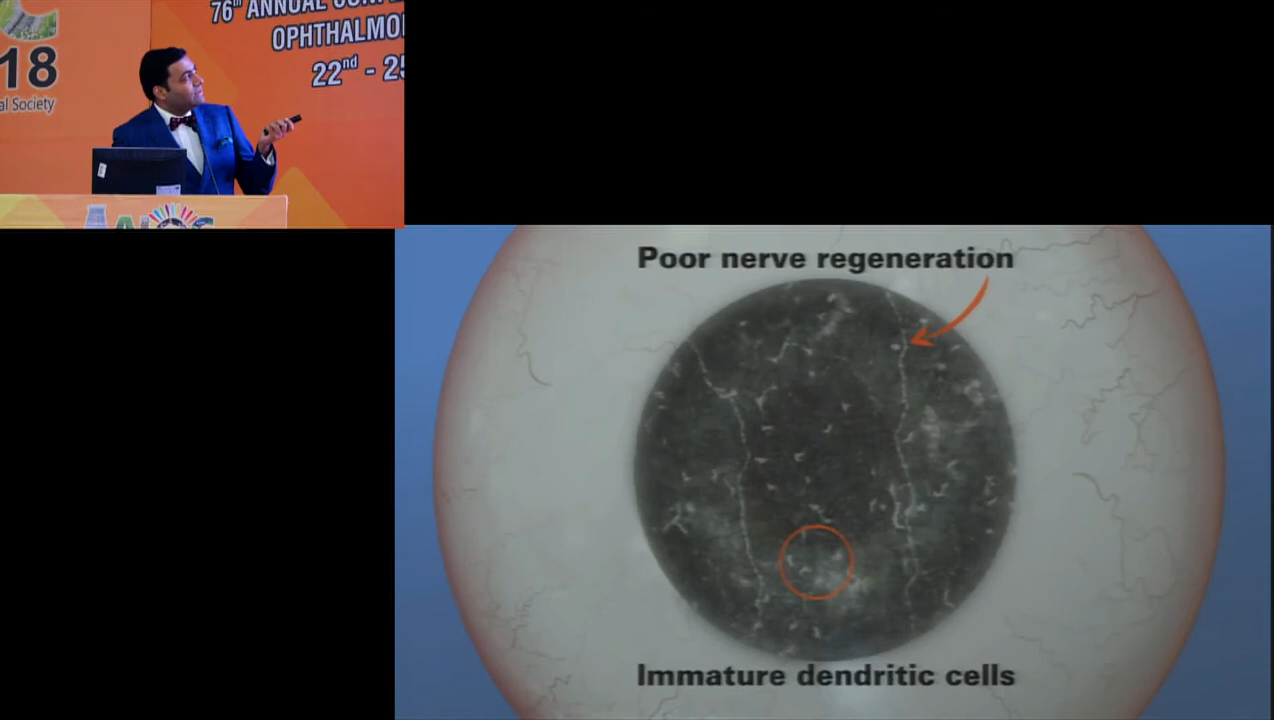 18
al Society
76th ANNUAL
OPHTHALMO
22nd - 25
Poor nerve regeneration
Immature dendritic cells